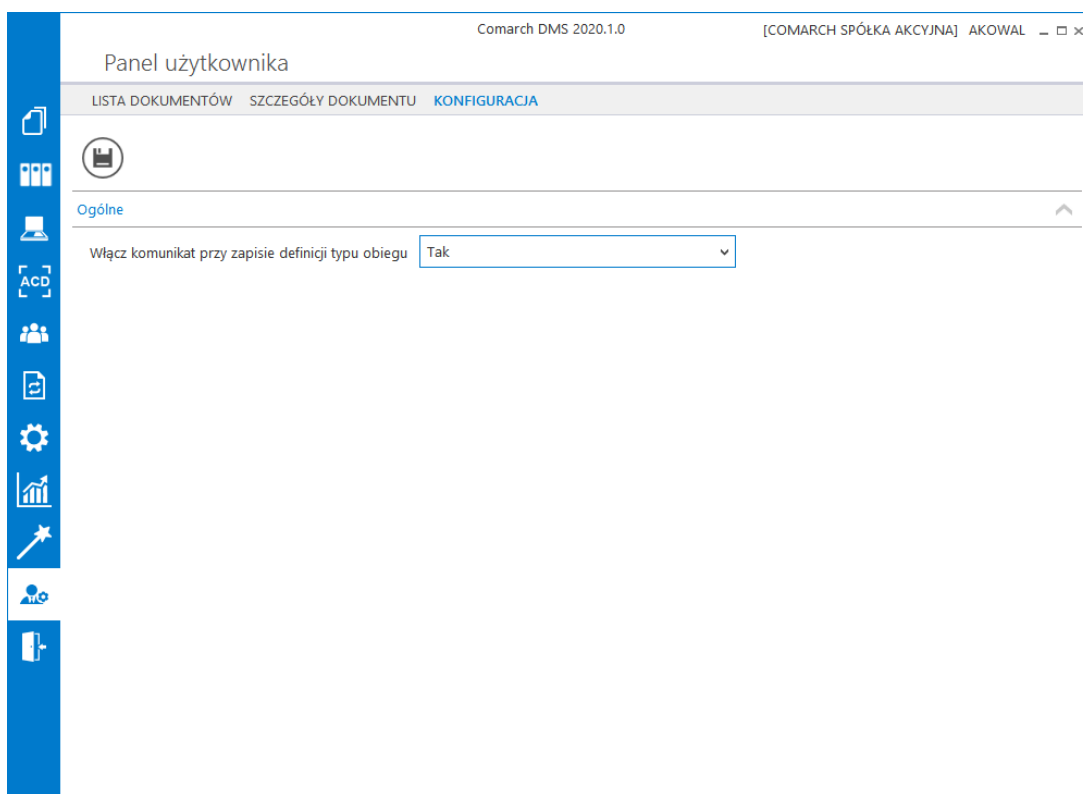 Comarch DMS 2020.1.0 [COMARCH SPÓŁKA AKCYJNA] AKOWAL
Panel użytkownika
LISTA DOKUMENTÓW SZCZEGÓŁY DOKUMENTU KONFIGURACJA
Ogólne
Włącz komunikat przy zapisie definicji typu obiegu Tak
ACD